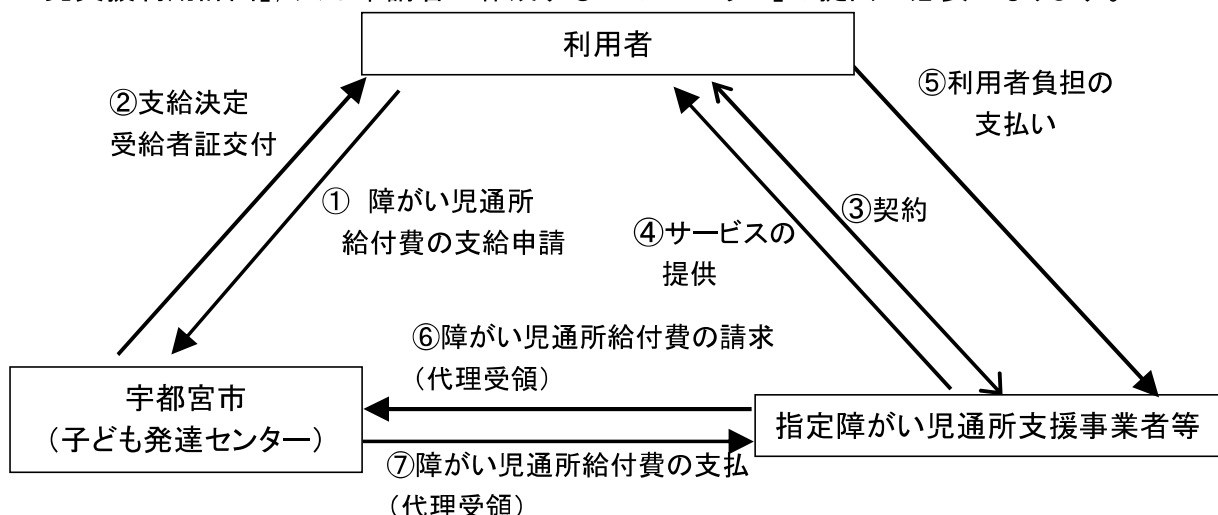 利用者
②支給決定
受給者証交付
⑤利用者負担の
支払い
① 障がい児通所
給付費の支給申請
③契約
④サービスの
提供
⑥障がい児通所給付費の請求
（代理受領）
宇都宮市
（子ども発達センター）
指定障がい児通所支援事業者等
⑦障がい児通所給付費の支払
（代理受領）